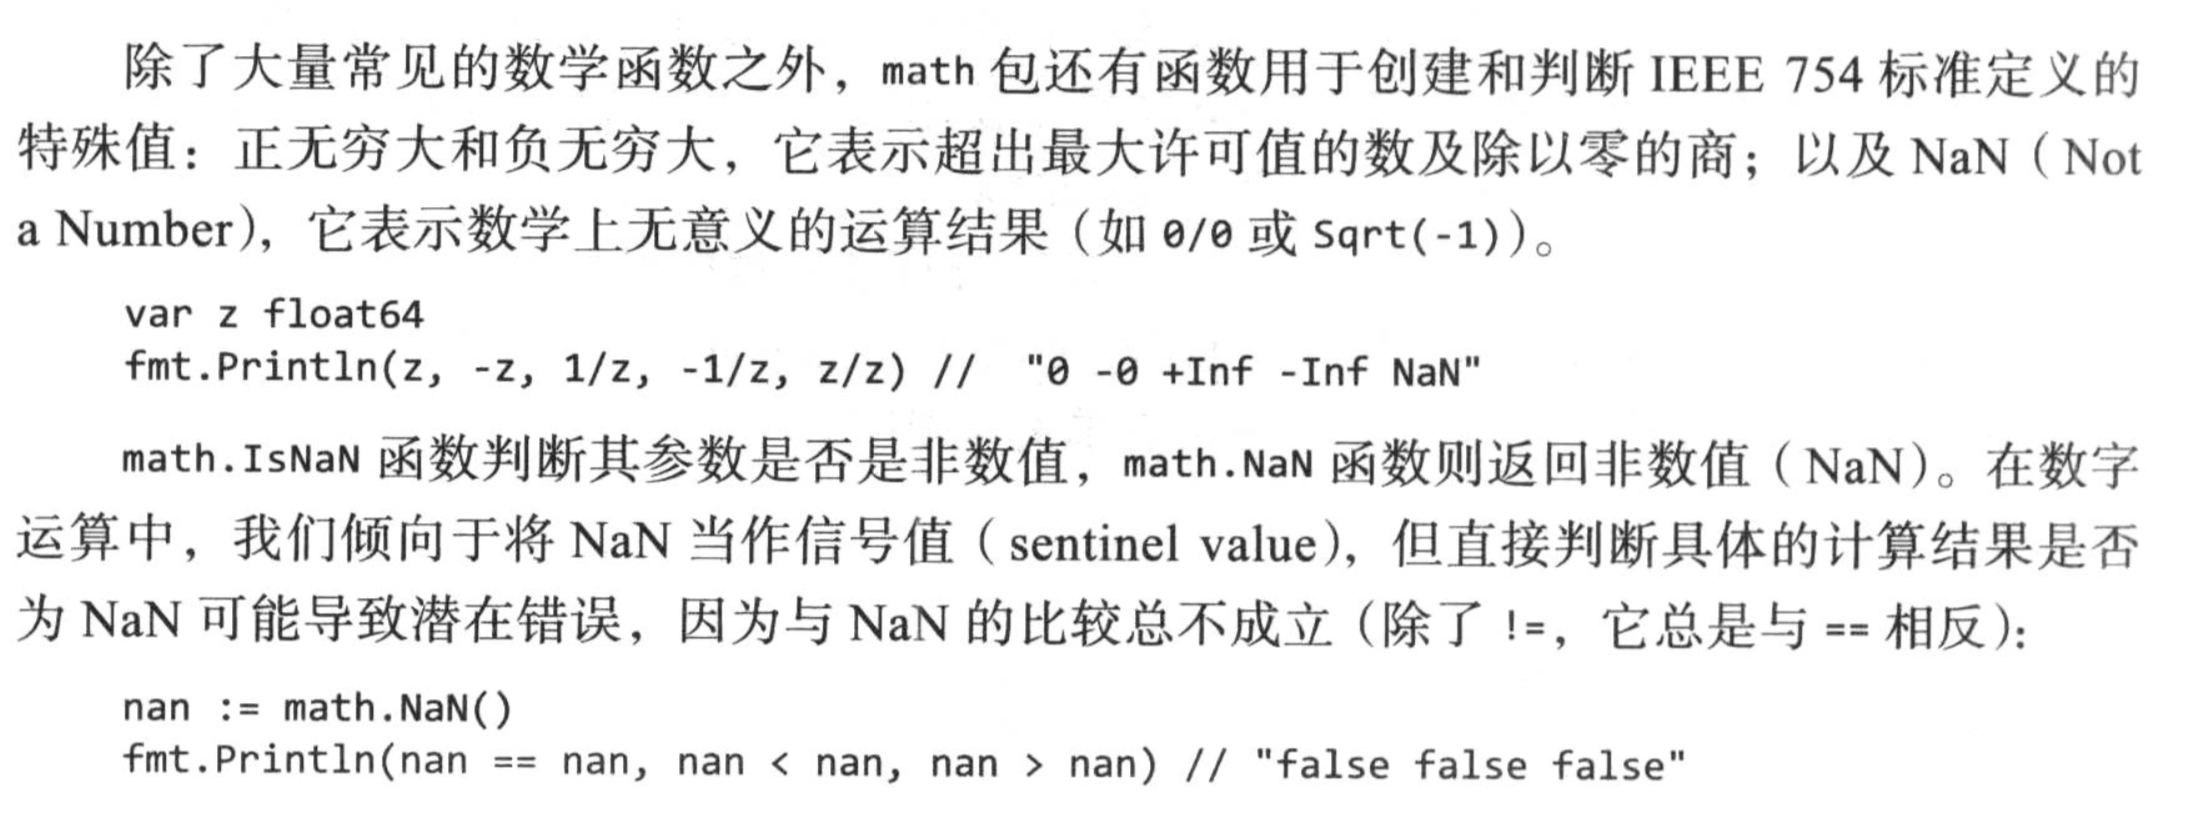 除了大量常见的数学函数之外，math 包还有函数用于创建和判断 IEEE 754 标准定义的
特殊值：正无穷大和负无穷大，它表示超出最大许可值的数及除以零的商；以及 NaN（Not
a Number），它表示数学上无意义的运算结果（如 0/0 或 Sqrt(-1)）。
var z float64
fmt.Println(z, -z, 1/z, -1/z, z/z) //  "0 -0 +Inf -Inf NaN"
math.IsNaN 函数判断其参数是否是非数值，math.NaN 函数则返回非数值（NaN）。在数字
运算中，我们倾向于将 NaN 当作信号值（sentinel value），但直接判断具体的计算结果是否
为 NaN 可能导致潜在错误，因为与 NaN 的比较总不成立（除了 !=，它总是与 == 相反）：
nan := math.NaN()
fmt.Println(nan == nan, nan < nan, nan > nan) // "false false false"